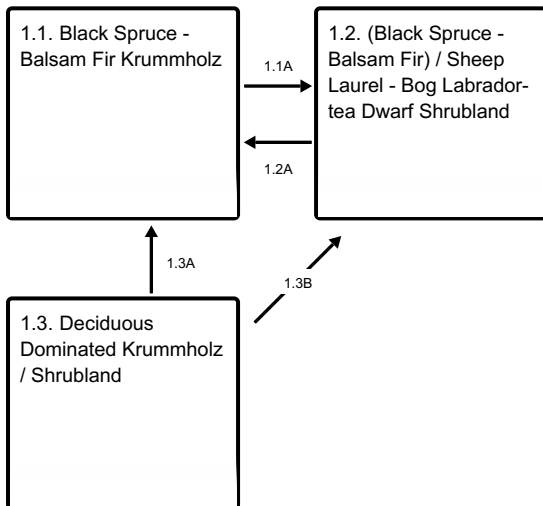 1.1. Black Spruce -
Balsam Fir Krummholz
1.1A
1.2. (Black Spruce -
Balsam Fir) / Sheep
Laurel - Bog Labrador-
tea Dwarf Shrubland
1.2A
1.3A
1.3B
1.3. Deciduous
Dominated Krummholz
/ Shrubland